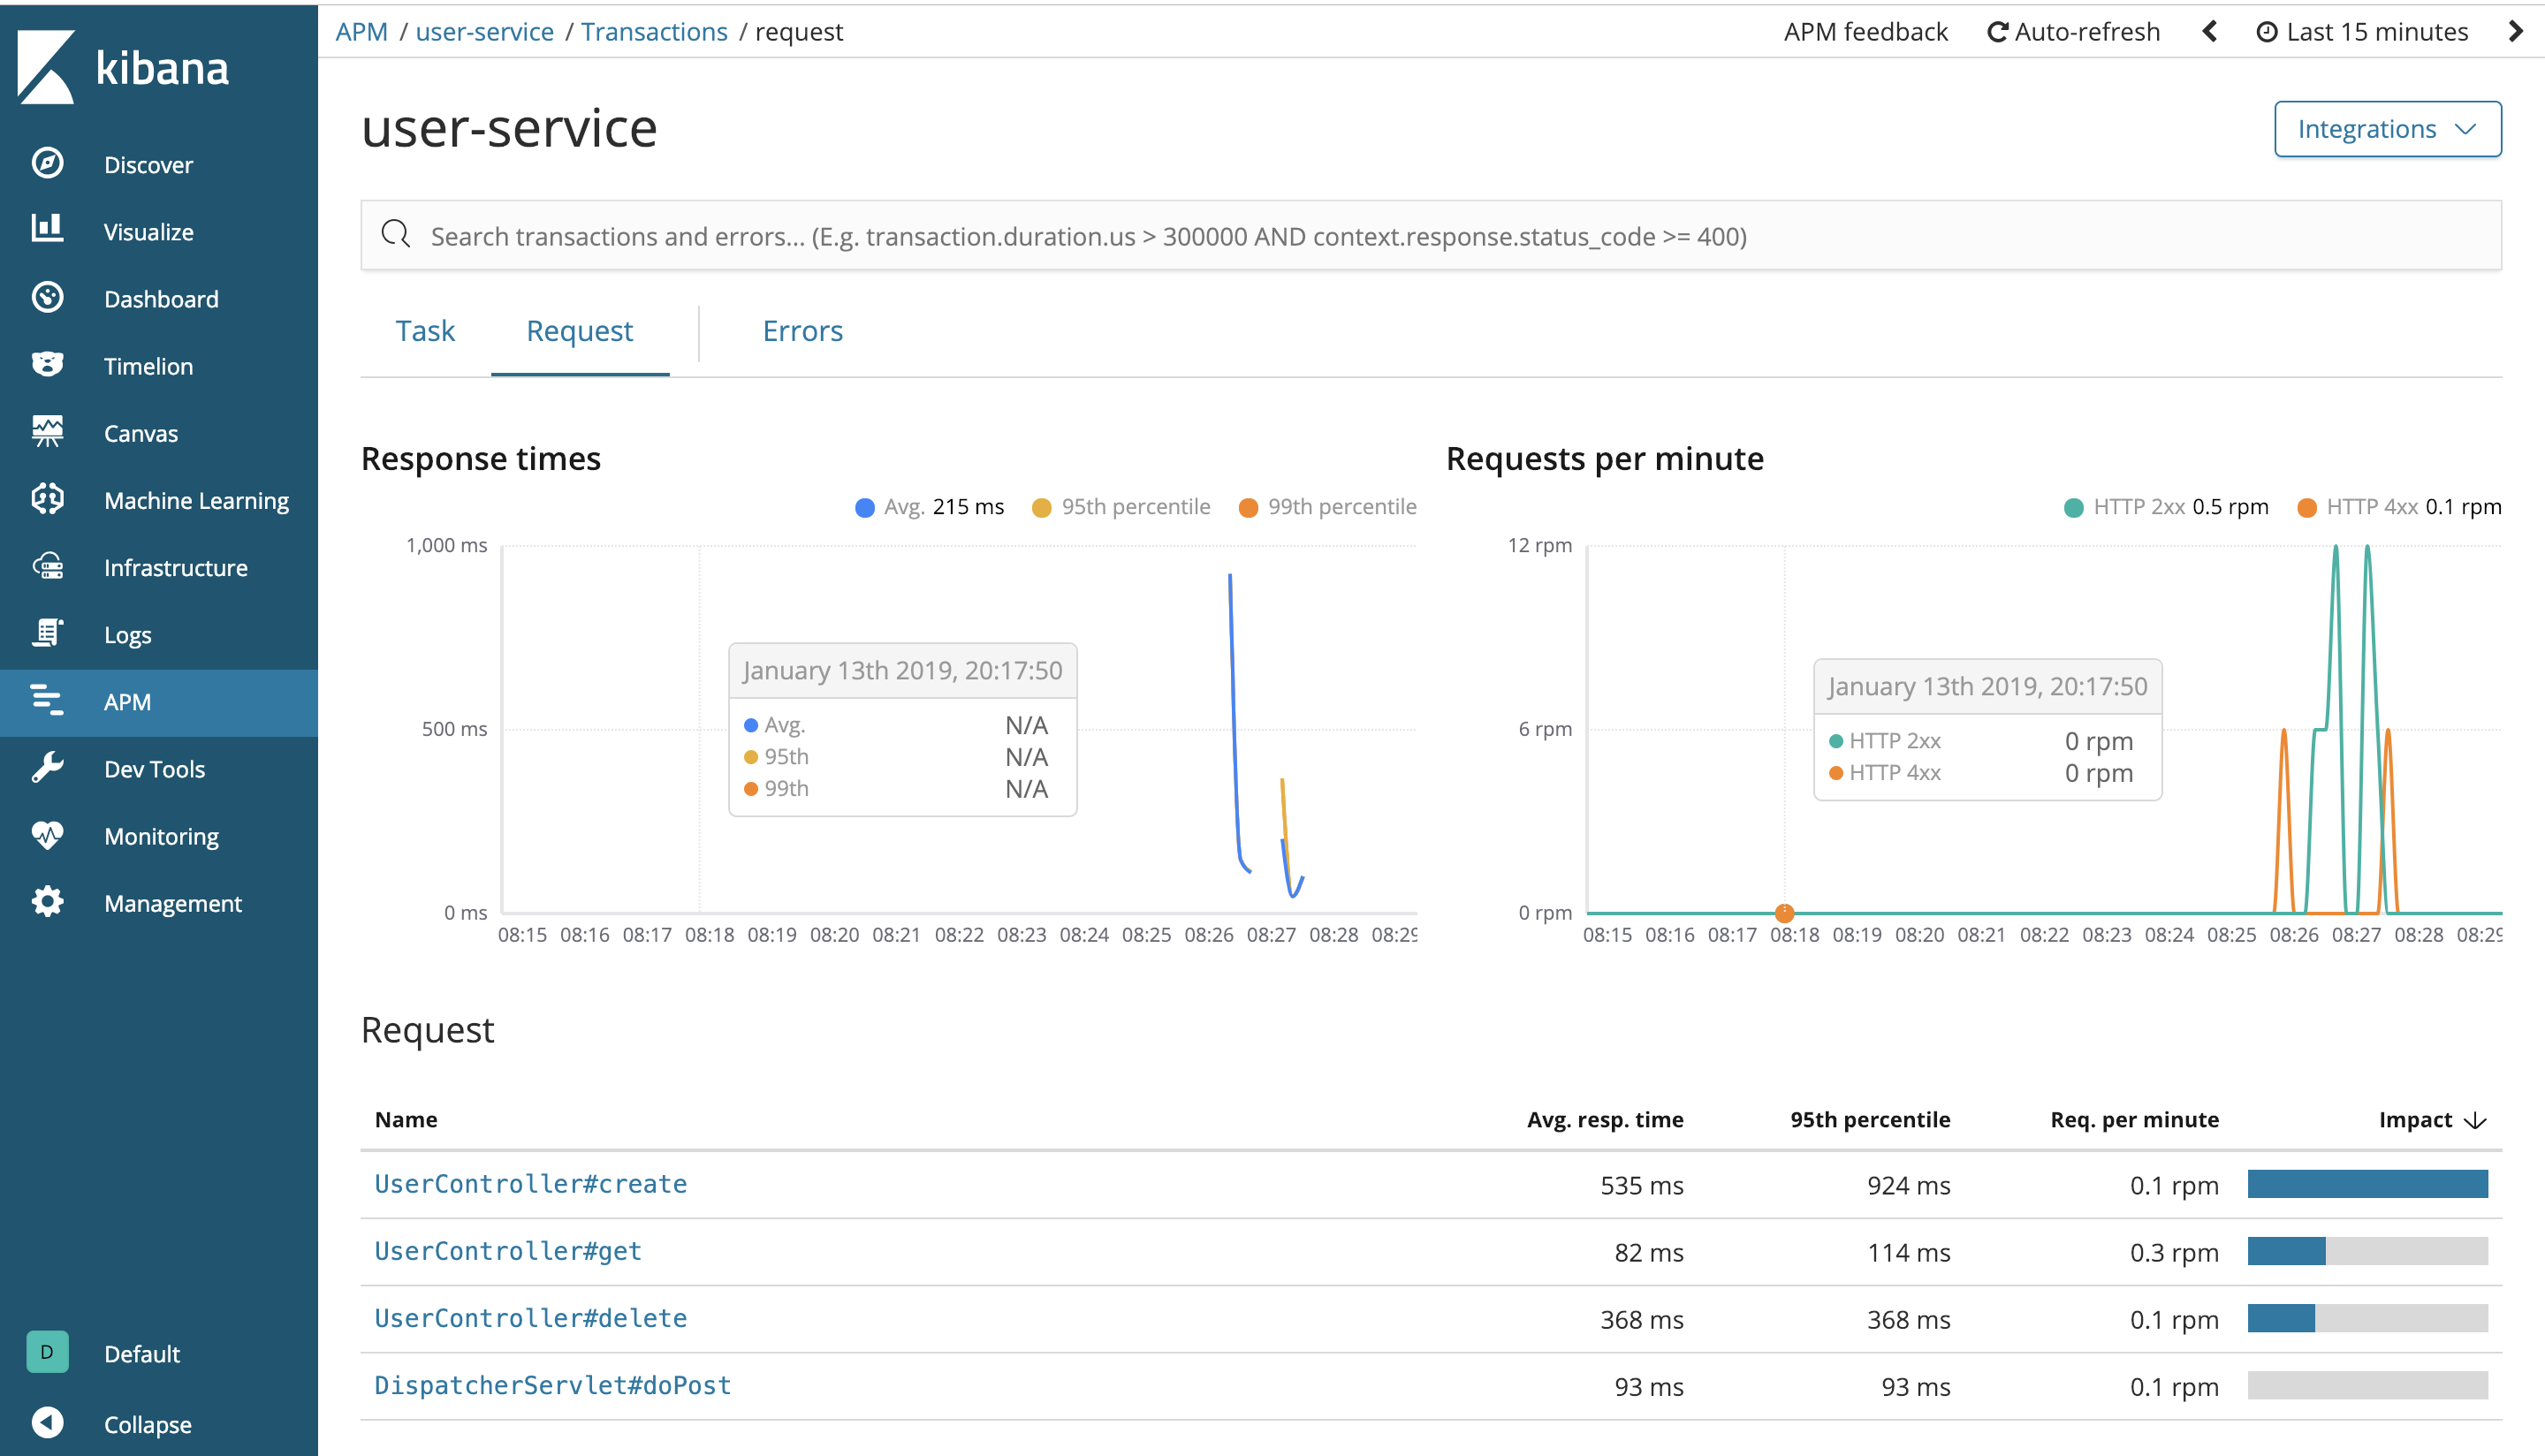 kibana
Discover
Visualize
Dashboard
Timelion
Canvas
Machine Learning
Infrastructure
Logs
APM
Dev Tools
Monitoring
Management
D Default
Collapse
APM / user-service / Transactions / request
APM feedback Auto-refresh Last 15 minutes
user-service
Integrations
Search transactions and errors... (E.g. transaction.duration.us > 300000 AND context.response.status_code >= 400)
Task Request Errors
Response times
Avg. 215 ms 95th percentile 99th percentile
1,000 ms
500 ms
0 ms
January 13th 2019, 20:17:50
Avg. N/A
95th N/A
99th N/A
08:15 08:16 08:17 08:18 08:19 08:20 08:21 08:22 08:23 08:24 08:25 08:26 08:27 08:28 08:29
Requests per minute
HTTP 2xx 0.5 rpm HTTP 4xx 0.1 rpm
12 rpm
6 rpm
0 rpm
January 13th 2019, 20:17:50
HTTP 2xx 0 rpm
HTTP 4xx 0 rpm
08:15 08:16 08:17 08:18 08:19 08:20 08:21 08:22 08:23 08:24 08:25 08:26 08:27 08:28 08:29
Request
Name Avg. resp. time 95th percentile Req. per minute Impact
UserController#create 535 ms 924 ms 0.1 rpm
UserController#get 82 ms 114 ms 0.3 rpm
UserController#delete 368 ms 368 ms 0.1 rpm
DispatcherServlet#doPost 93 ms 93 ms 0.1 rpm